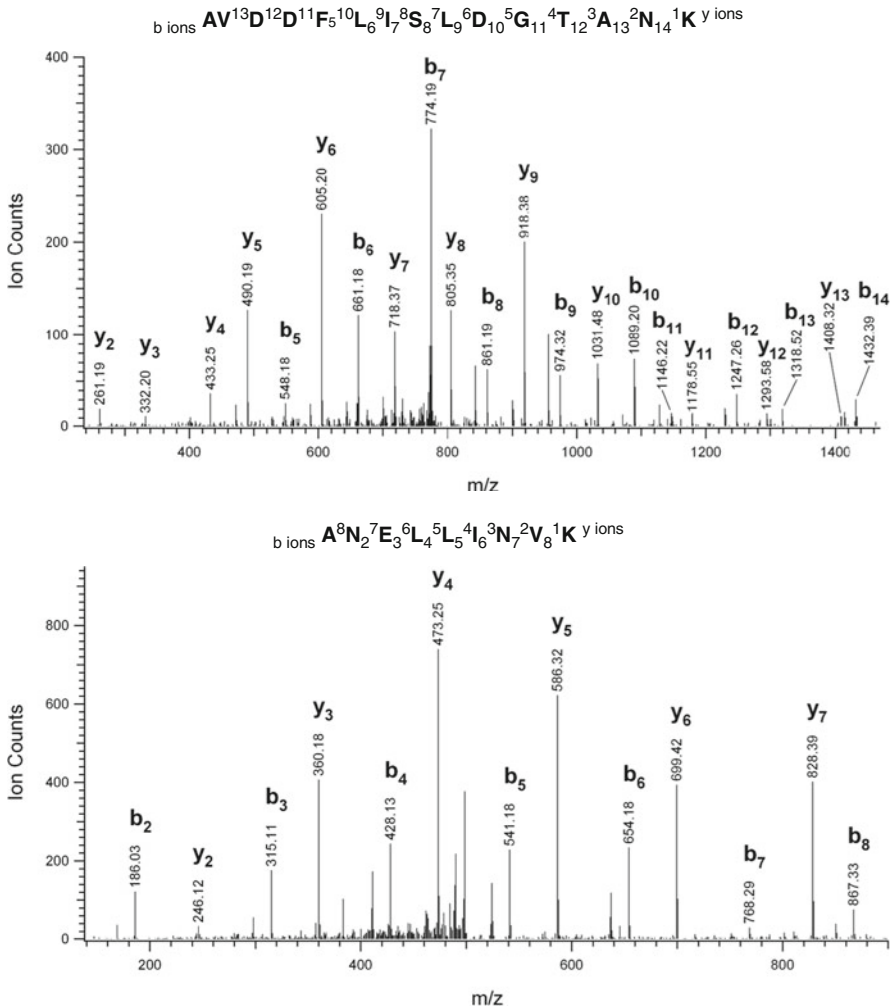 b ions AV¹³D¹²D¹¹F₅¹⁰L₆⁹I₇⁸S₈⁷L₉⁶D₁₀⁵G₁₁⁴T₁₂³A₁₃²N₁₄¹K y ions
Ion Counts
400
300
200
100
0
y₂ 261.19
y₃ 332.20
y₄ 433.25
y₅ 490.19
b₅ 548.18
y₆ 605.20
b₆ 661.18
y₇ 718.37
b₇ 774.19
y₈ 805.35
b₈ 861.19
y₉ 918.38
b₉ 974.32
y₁₀ 1031.48
b₁₀ 1089.20
b₁₁ 1146.22
y₁₁ 1178.55
b₁₂ 1247.26
y₁₂ 1293.58
b₁₃ 1318.52
y₁₃ 1408.32
b₁₄ 1432.39
400 600 800 1000 1200 1400
m/z
b ions A⁸N₂⁷E₃⁶L₄⁵L₅⁴I₆³N₇²V₈¹K y ions
Ion Counts
800
600
400
200
0
b₂ 186.03
y₂ 246.12
b₃ 315.11
y₃ 360.18
b₄ 428.13
y₄ 473.25
b₅ 541.18
y₅ 586.32
b₆ 654.18
y₆ 699.42
b₇ 768.29
y₇ 828.39
b₈ 867.33
200 400 600 800
m/z